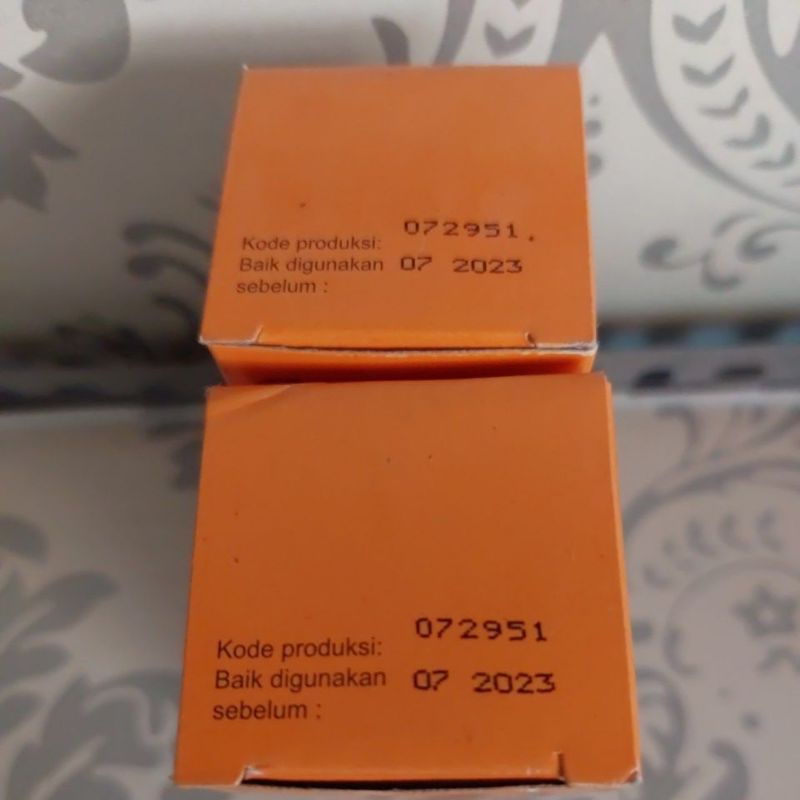 Kode produksi: 072951.
Baik digunakan 07 2023
sebelum :
Kode produksi: 072951
Baik digunakan 07 2023
sebelum :